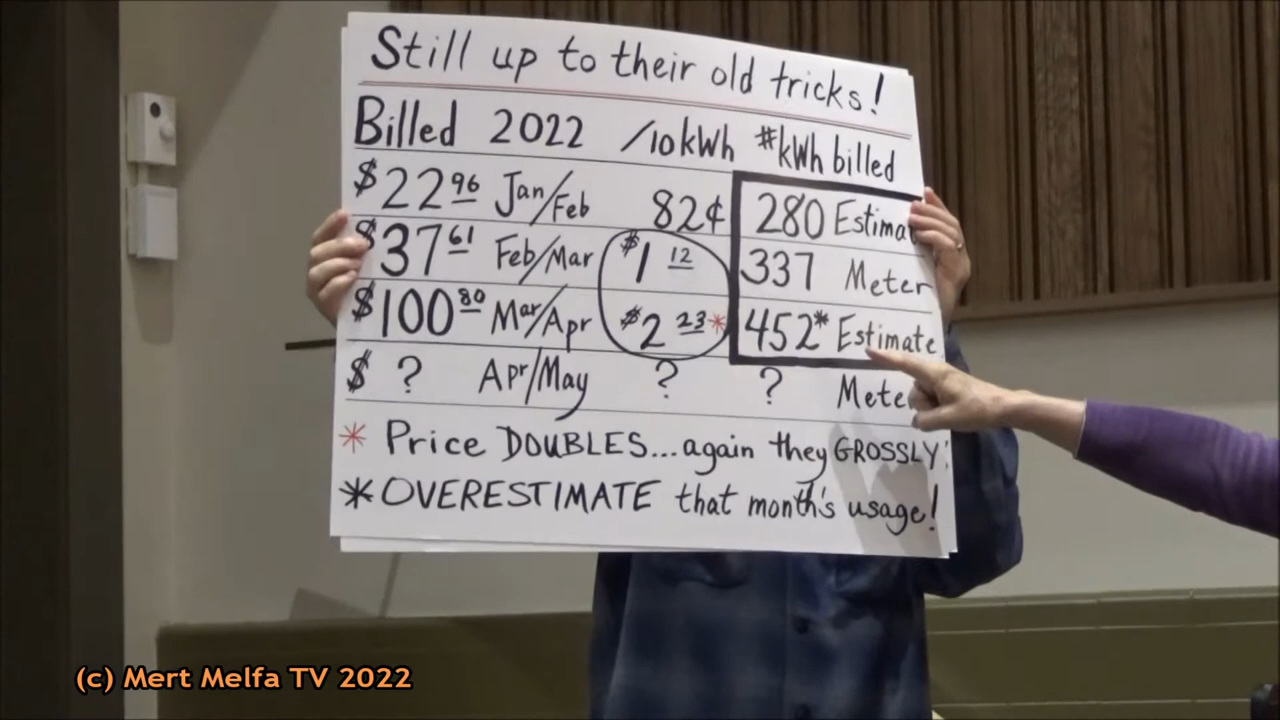 Still up to their old tricks!
Billed 2022 /10kWh #kWh billed
$22.96 Jan/Feb 82¢ 280 Estimat
$37.61 Feb/Mar $1.12 337 Meter
$100.80 Mar/Apr $2.23* 452* Estimate
$ ? Apr/May ? ? Mete
* Price DOUBLES...again they GROSSLY
* OVERESTIMATE that month's usage!
(c) Mert Melfa TV 2022